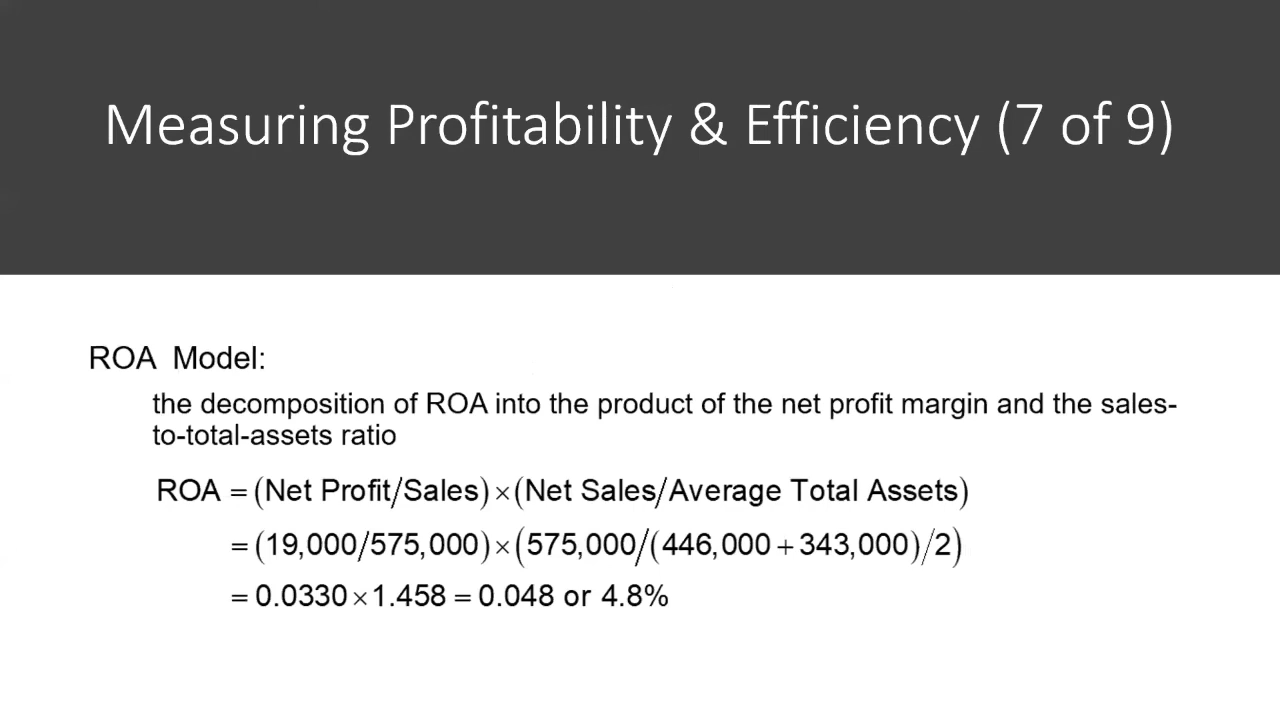 Measuring Profitability & Efficiency (7 of 9)
ROA Model:
the decomposition of ROA into the product of the net profit margin and the sales-
to-total-assets ratio
ROA = (Net Profit/Sales) × (Net Sales/Average Total Assets)
= (19,000/575,000) × (575,000/(446,000 + 343,000)/2)
= 0.0330 × 1.458 = 0.048 or 4.8%